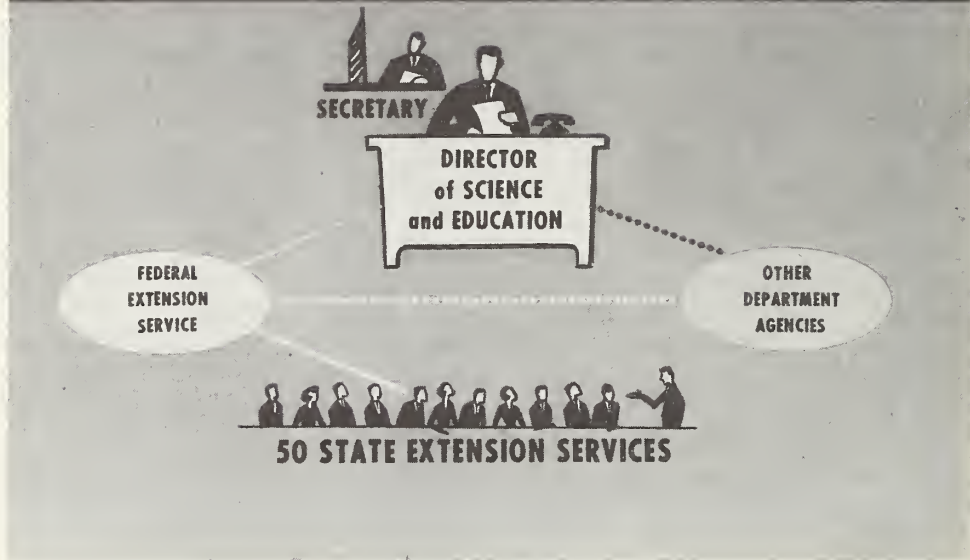 SECRETARY
DIRECTOR
of SCIENCE
and EDUCATION
FEDERAL
EXTENSION
SERVICE
OTHER
DEPARTMENT
AGENCIES
50 STATE EXTENSION SERVICES